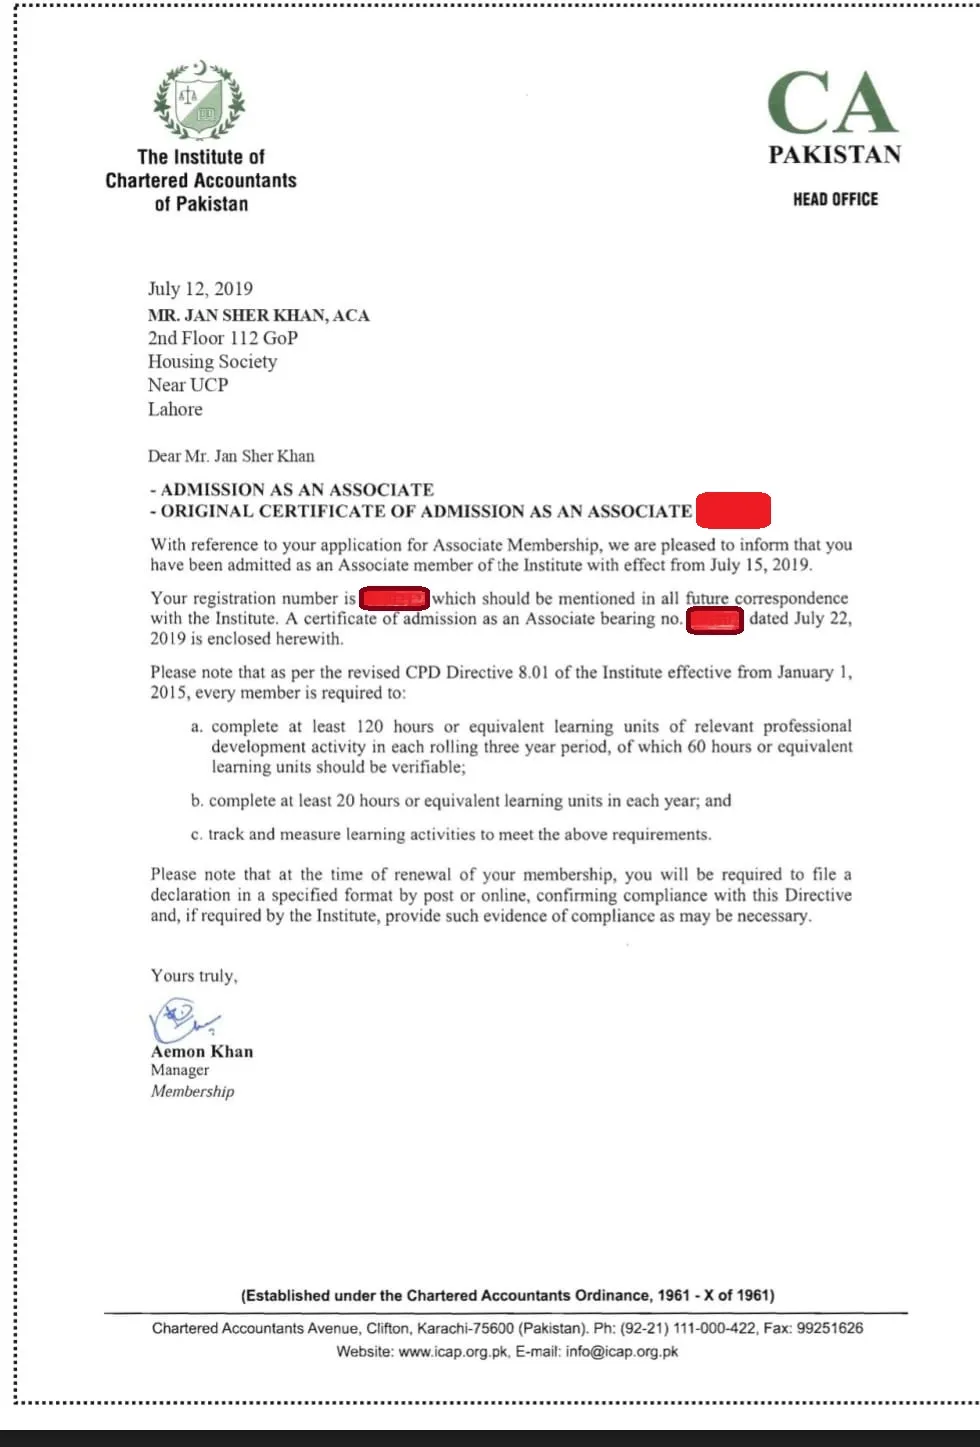 The Institute of
Chartered Accountants
of Pakistan
CA
PAKISTAN
HEAD OFFICE
July 12, 2019
MR. JAN SHER KHAN, ACA
2nd Floor 112 GoP
Housing Society
Near UCP
Lahore
Dear Mr. Jan Sher Khan
- ADMISSION AS AN ASSOCIATE
- ORIGINAL CERTIFICATE OF ADMISSION AS AN ASSOCIATE
With reference to your application for Associate Membership, we are pleased to inform that you
have been admitted as an Associate member of the Institute with effect from July 15, 2019.
Your registration number is which should be mentioned in all future correspondence
with the Institute. A certificate of admission as an Associate bearing no. dated July 22,
2019 is enclosed herewith.
Please note that as per the revised CPD Directive 8.01 of the Institute effective from January 1,
2015, every member is required to:
a. complete at least 120 hours or equivalent learning units of relevant professional
development activity in each rolling three year period, of which 60 hours or equivalent
learning units should be verifiable;
b. complete at least 20 hours or equivalent learning units in each year; and
c. track and measure learning activities to meet the above requirements.
Please note that at the time of renewal of your membership, you will be required to file a
declaration in a specified format by post or online, confirming compliance with this Directive
and, if required by the Institute, provide such evidence of compliance as may be necessary.
Yours truly,
Aemon Khan
Manager
Membership
(Established under the Chartered Accountants Ordinance, 1961 - X of 1961)
Chartered Accountants Avenue, Clifton, Karachi-75600 (Pakistan). Ph: (92-21) 111-000-422, Fax: 99251626
Website: www.icap.org.pk, E-mail: info@icap.org.pk